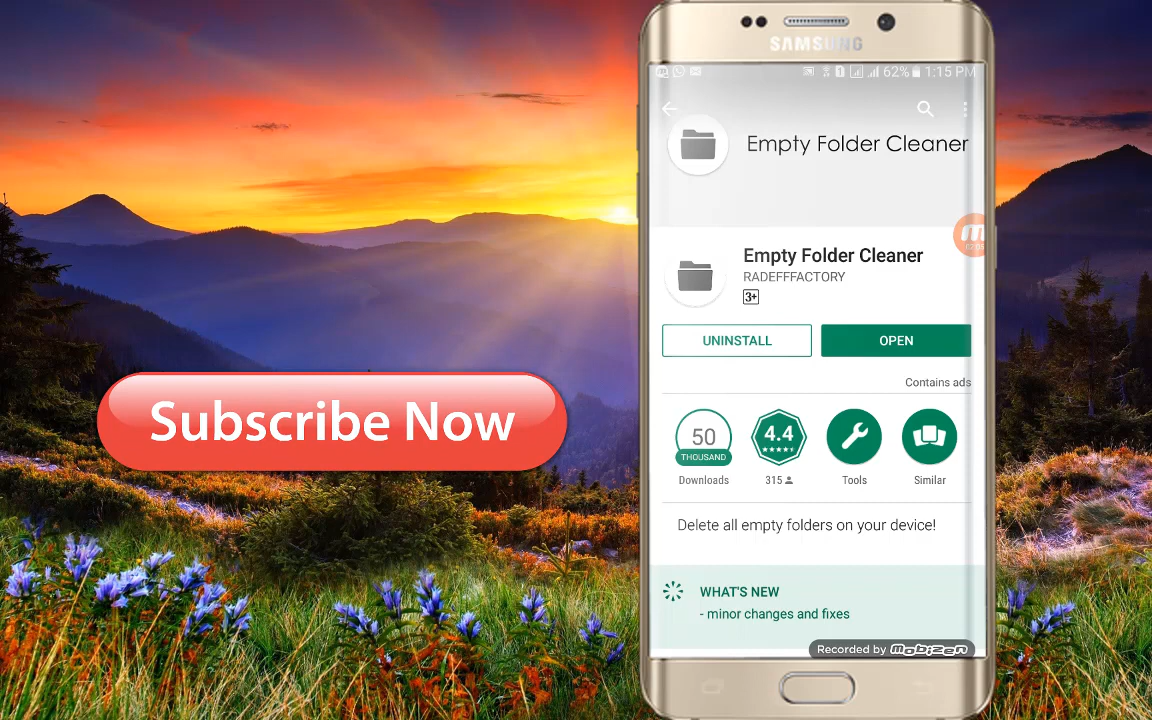 SAMSUNG
62% 1:15 PM
Empty Folder Cleaner
Empty Folder Cleaner
RADEFFFACTORY
3+
UNINSTALL
OPEN
Contains ads
50
THOUSAND
Downloads
4.4
315
Tools
Similar
Delete all empty folders on your device!
WHAT'S NEW
- minor changes and fixes
Recorded by mobizen
Subscribe Now